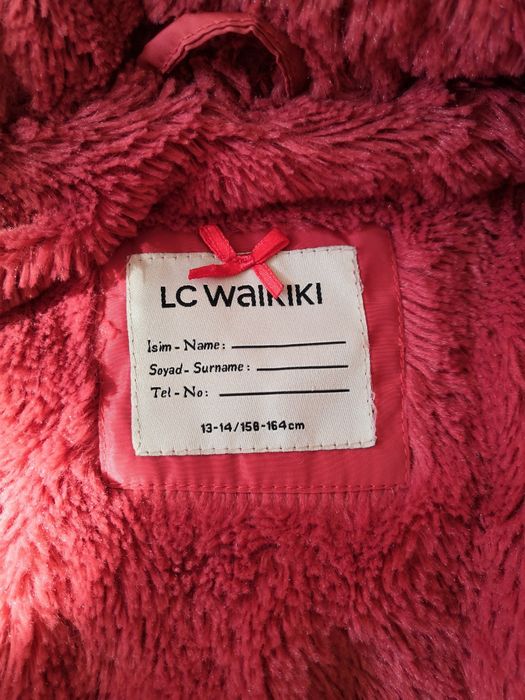 LC WAIKIKI
Isim - Name:
Soyad - Surname:
Tel - No:
13-14/158-164cm